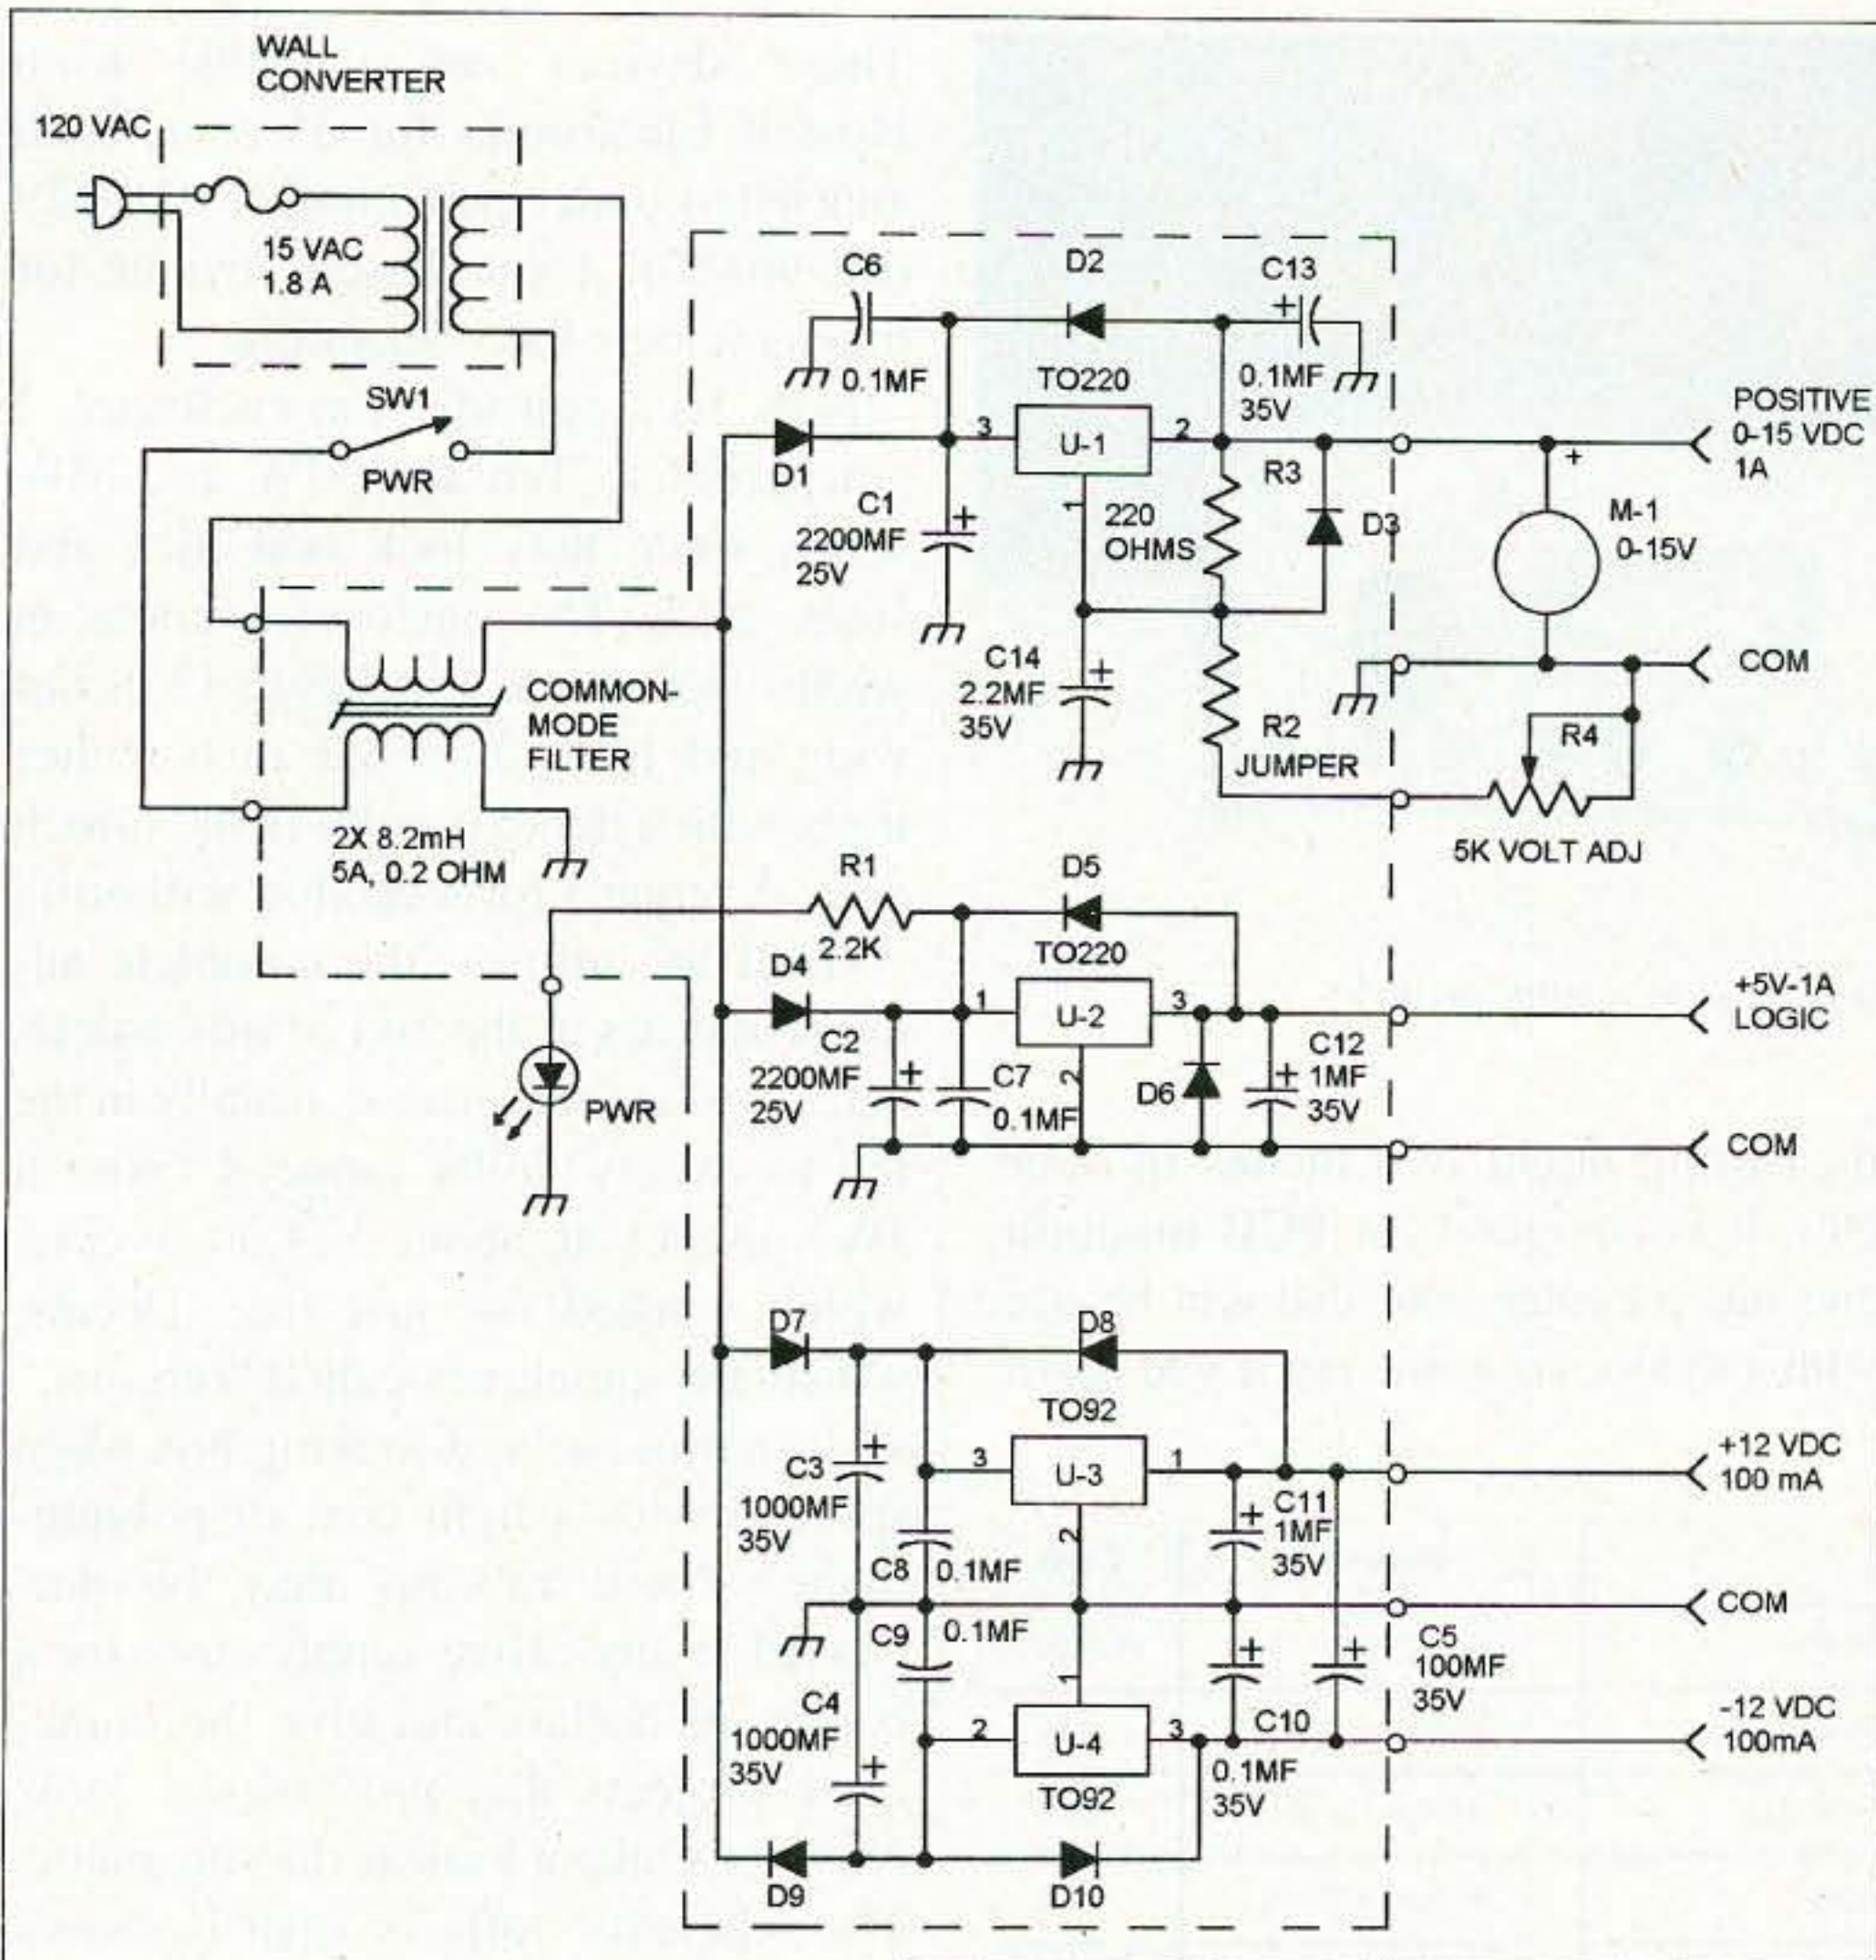 WALL
CONVERTER
120 VAC
15 VAC
1.8 A
SW1
PWR
COMMON-
MODE
FILTER
2X 8.2mH
5A, 0.2 OHM
PWR
C6
0.1MF
D2
C13
+
0.1MF
35V
TO220
D1
3
U-1
2
1
C1
2200MF
25V
+
220
OHMS
R3
D3
C14
2.2MF
35V
+
R2
JUMPER
POSITIVE
0-15 VDC
1A
+
M-1
0-15V
COM
R4
5K VOLT ADJ
R1
2.2K
D5
TO220
D4
1
U-2
3
2
C2
2200MF
25V
+
C7
0.1MF
D6
C12
1MF
35V
+
+5V-1A
LOGIC
COM
D7
D8
TO92
3
U-3
1
2
C3
1000MF
35V
+
C8
0.1MF
C11
1MF
35V
+
+12 VDC
100 mA
COM
C9
0.1MF
C4
1000MF
35V
+
1
2
U-4
3
TO92
+
C10
0.1MF
35V
+
C5
100MF
35V
-12 VDC
100mA
D9
D10